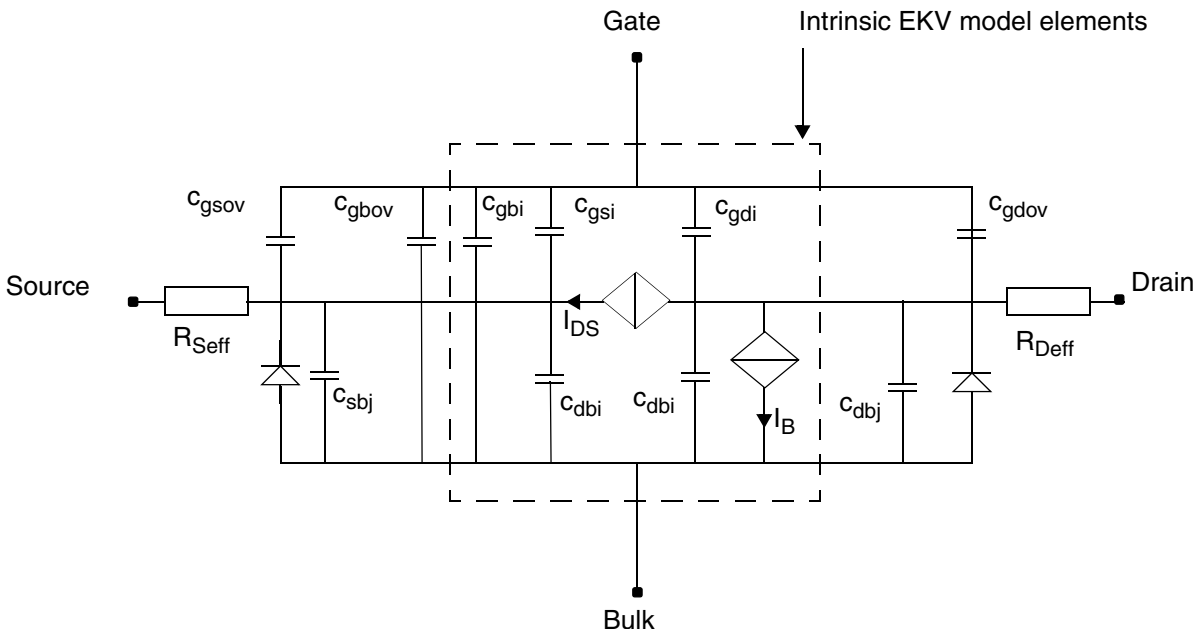 Gate
Intrinsic EKV model elements
cgsov
cgbov
cgbi
cgsi
cgdi
cgdov
Source
Drain
RSeff
IDS
RDeff
csbj
cdbi
cdbi
IB
cdbj
Bulk